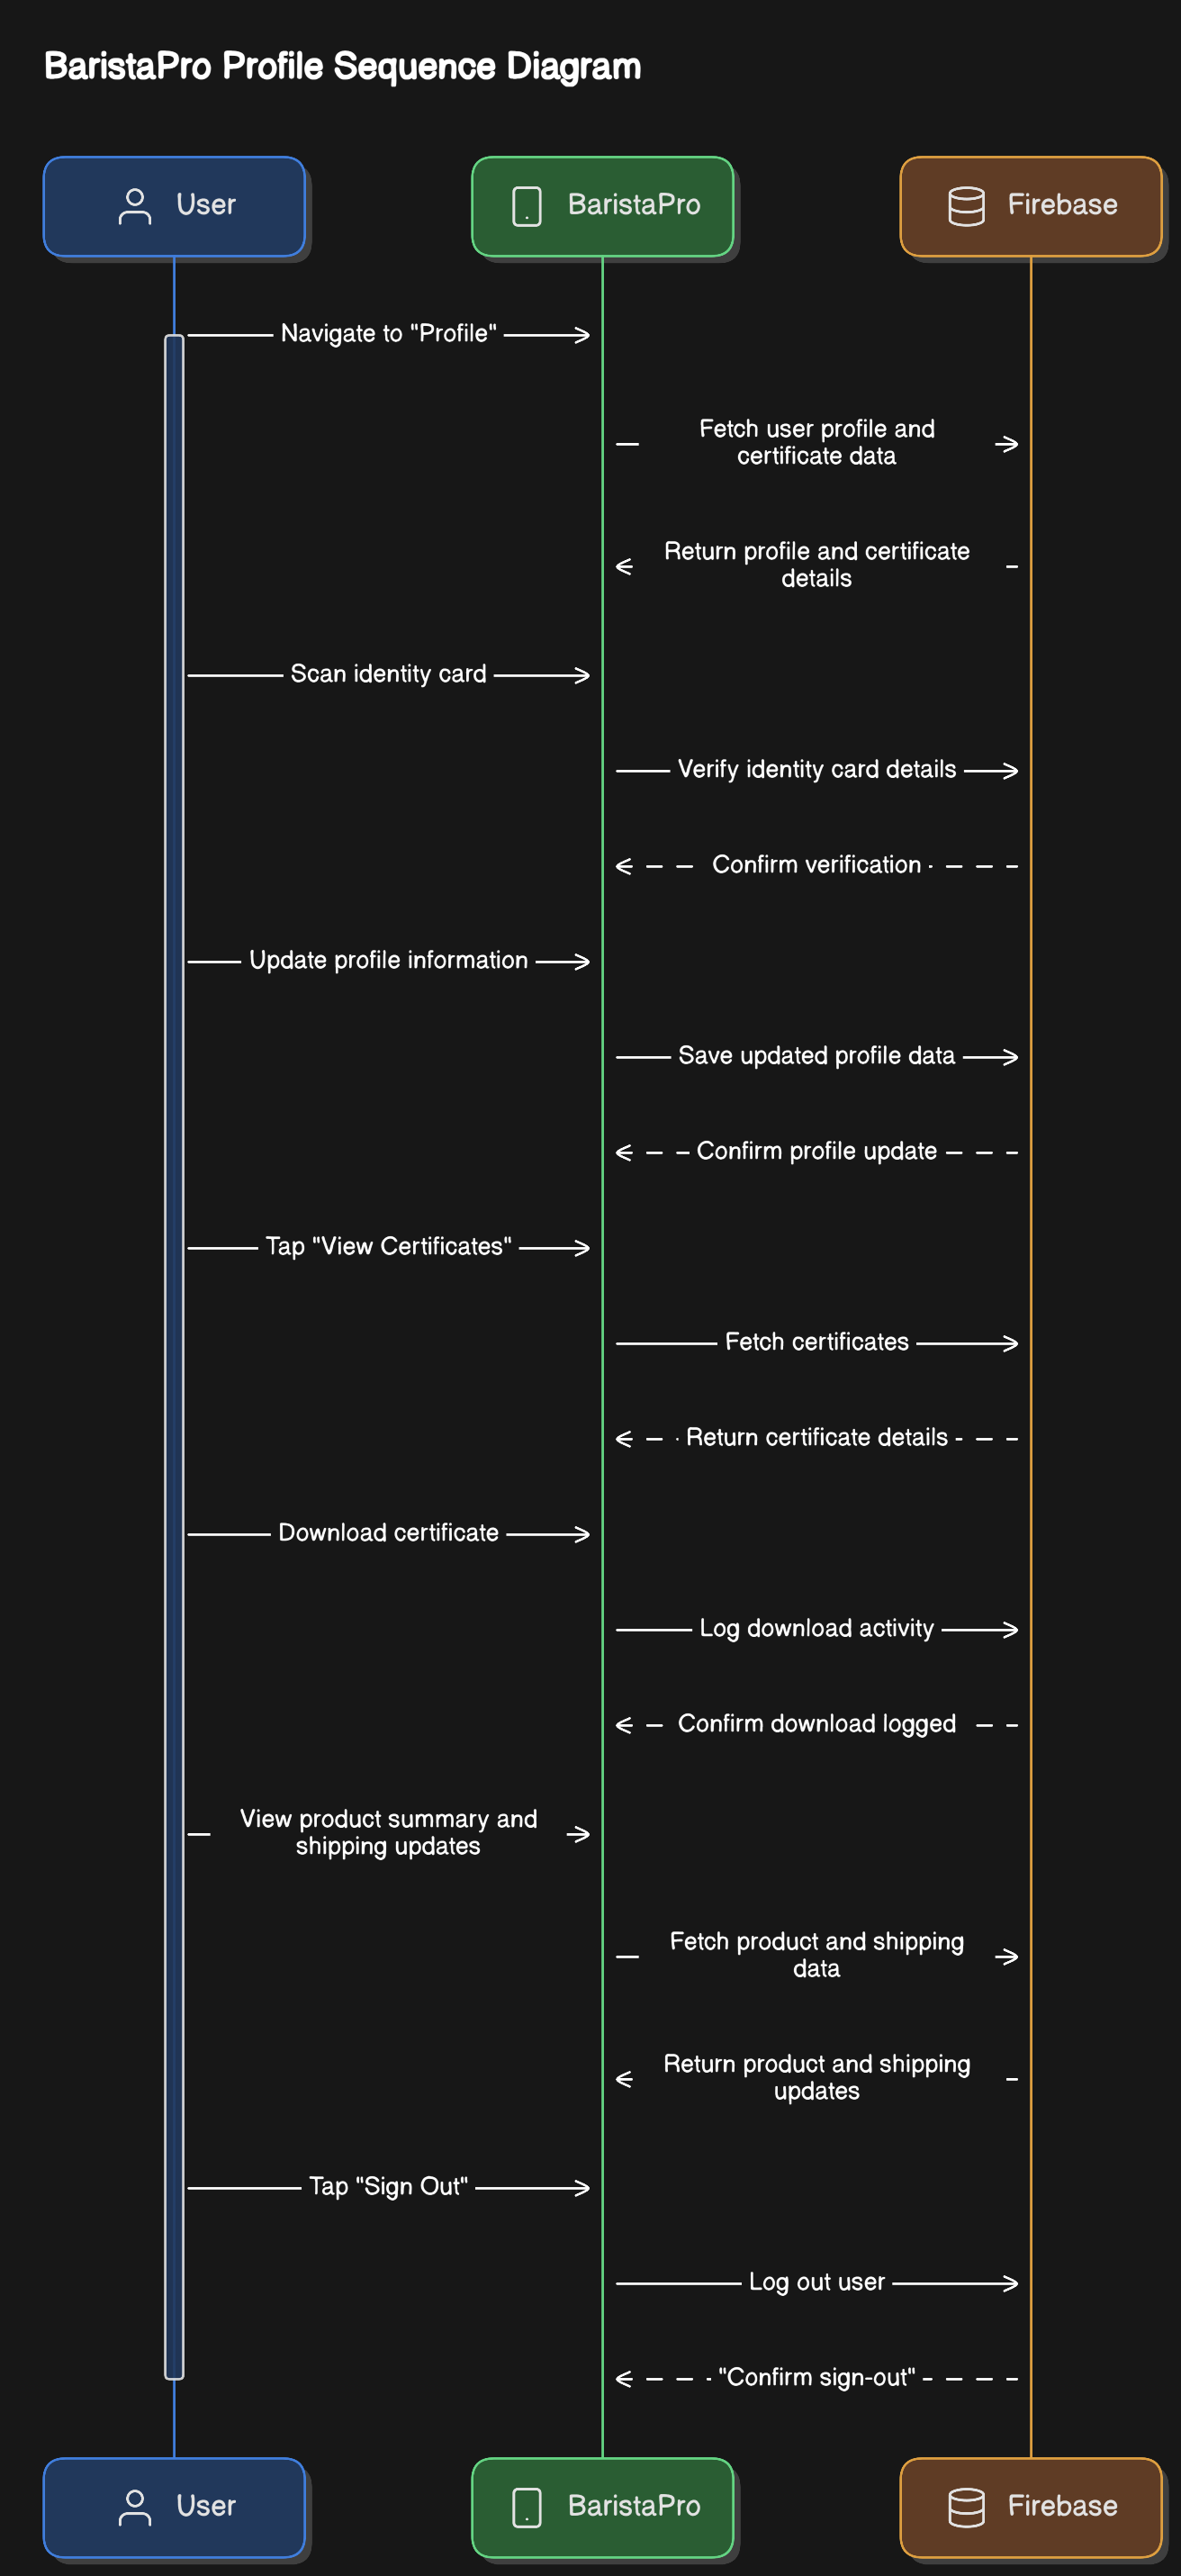 BaristaPro Profile Sequence Diagram
User
BaristaPro
Firebase
Navigate to "Profile"
Fetch user profile and
certificate data
Return profile and certificate
details
Scan identity card
Verify identity card details
Confirm verification
Update profile information
Save updated profile data
Confirm profile update
Tap "View Certificates"
Fetch certificates
Return certificate details
Download certificate
Log download activity
Confirm download logged
View product summary and
shipping updates
Fetch product and shipping
data
Return product and shipping
updates
Tap "Sign Out"
Log out user
"Confirm sign-out"
User
BaristaPro
Firebase